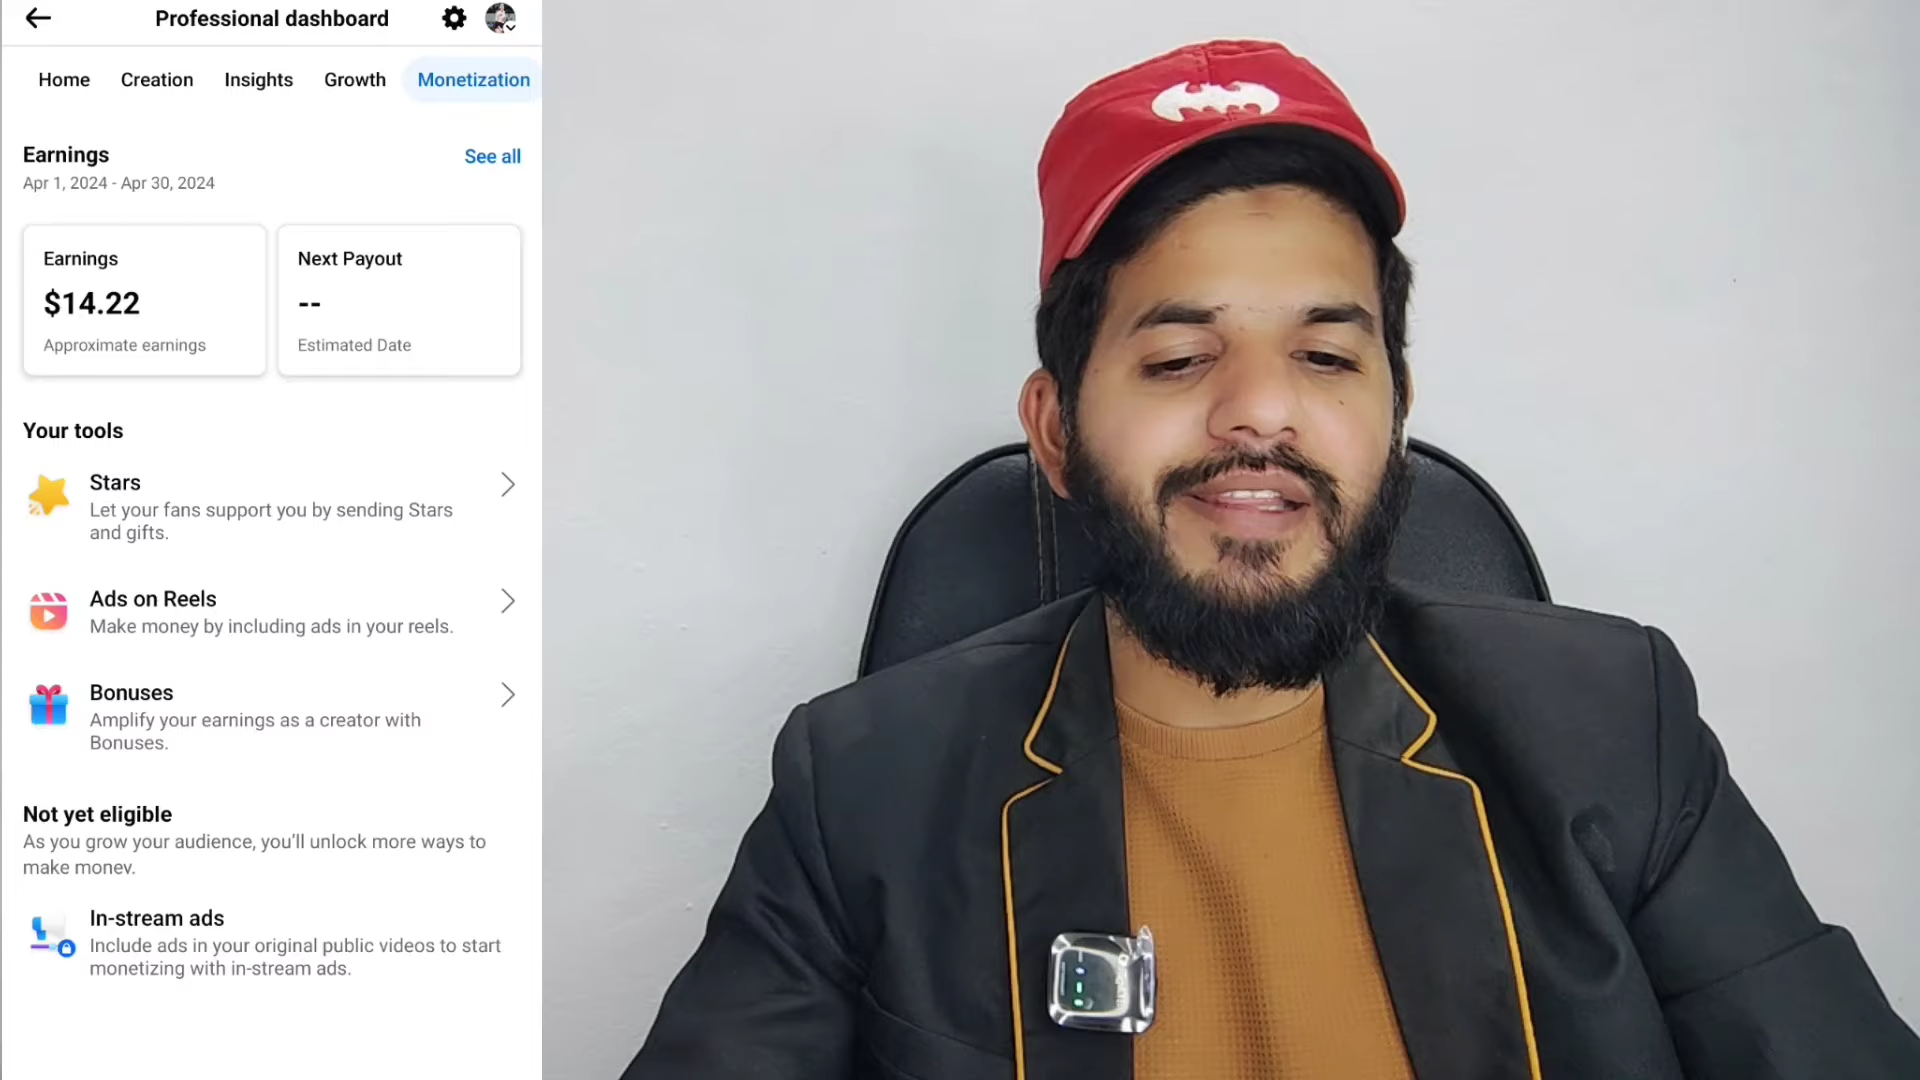 Professional dashboard
Home Creation Insights Growth Monetization
Earnings See all
Apr 1, 2024 - Apr 30, 2024
Earnings
$14.22
Approximate earnings
Next Payout
--
Estimated Date
Your tools
Stars
Let your fans support you by sending Stars
and gifts.
Ads on Reels
Make money by including ads in your reels.
Bonuses
Amplify your earnings as a creator with
Bonuses.
Not yet eligible
As you grow your audience, you'll unlock more ways to
make money.
In-stream ads
Include ads in your original public videos to start
monetizing with in-stream ads.